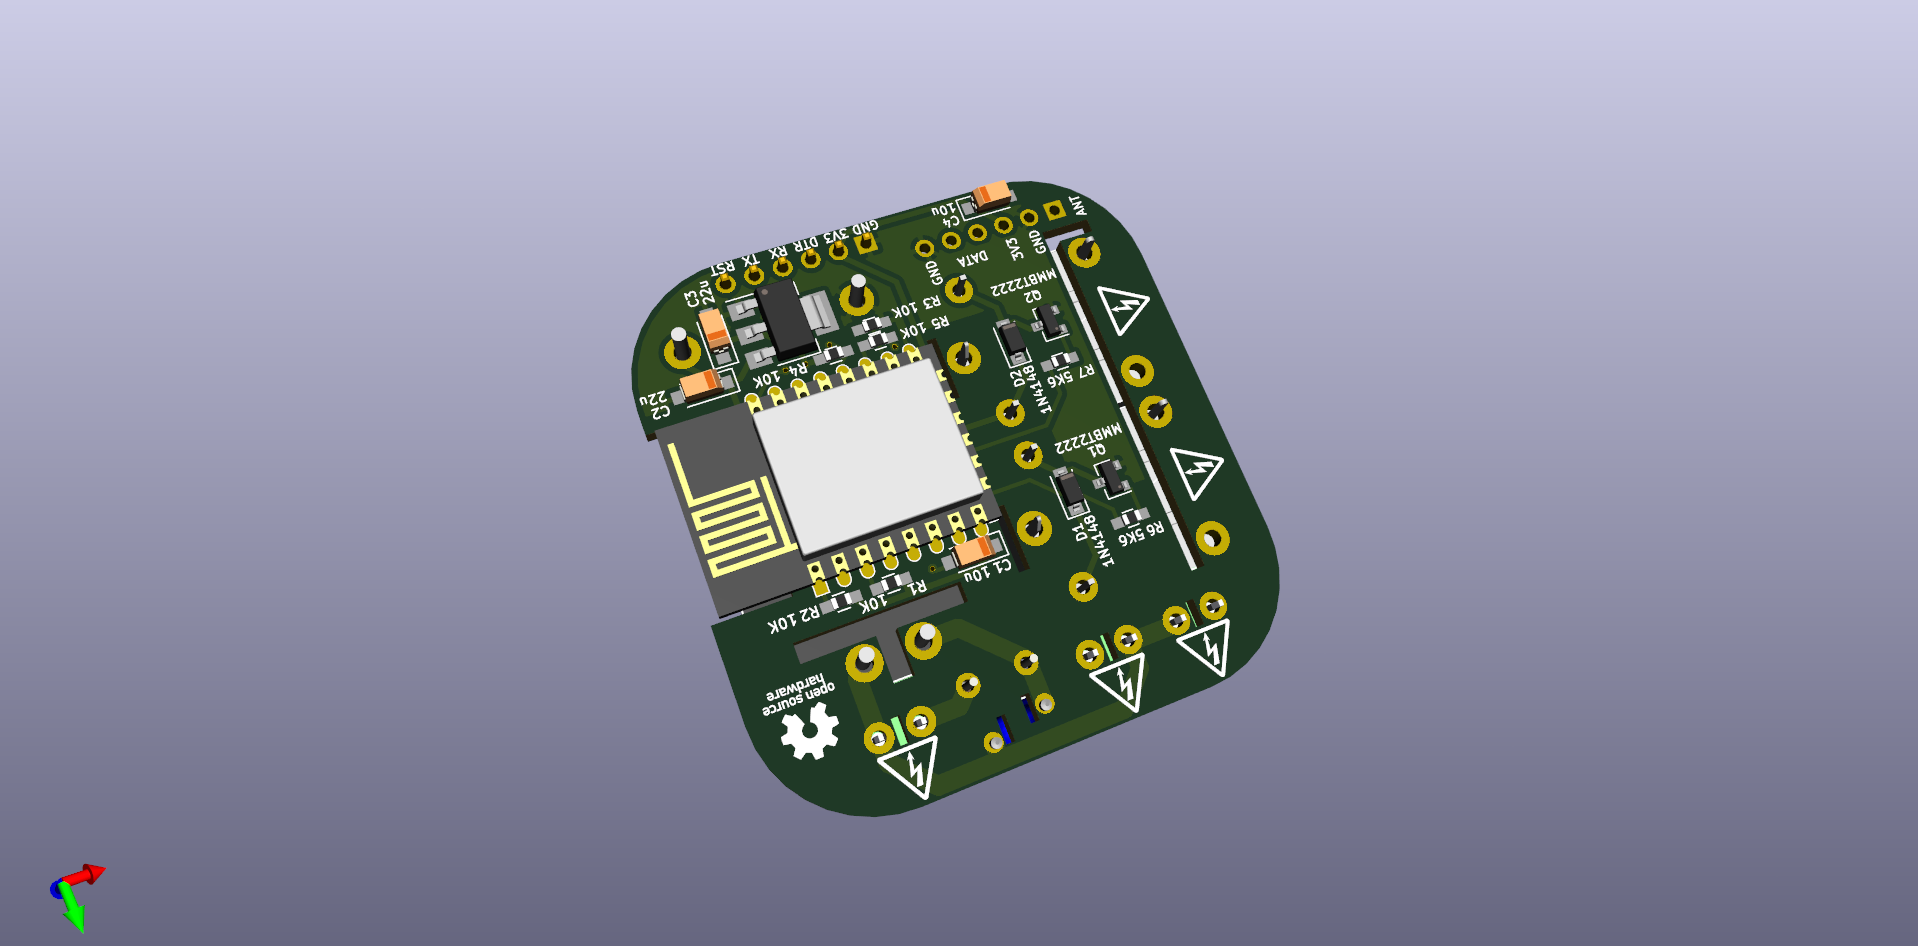 ANT
10u
C4
GND
3V3
DATA
GND
GND
3V3
DTR
RX
TX
RST
C3
22u
MMBT2222
Q2
R3 10K
R5 10K
R4 10K
22u
C2
D2
1N4148
R7 5K6
MMBT2222
Q1
D1
1N4148
R6 5K6
C1 10u
R1
10K
R2 10K
open source
hardware